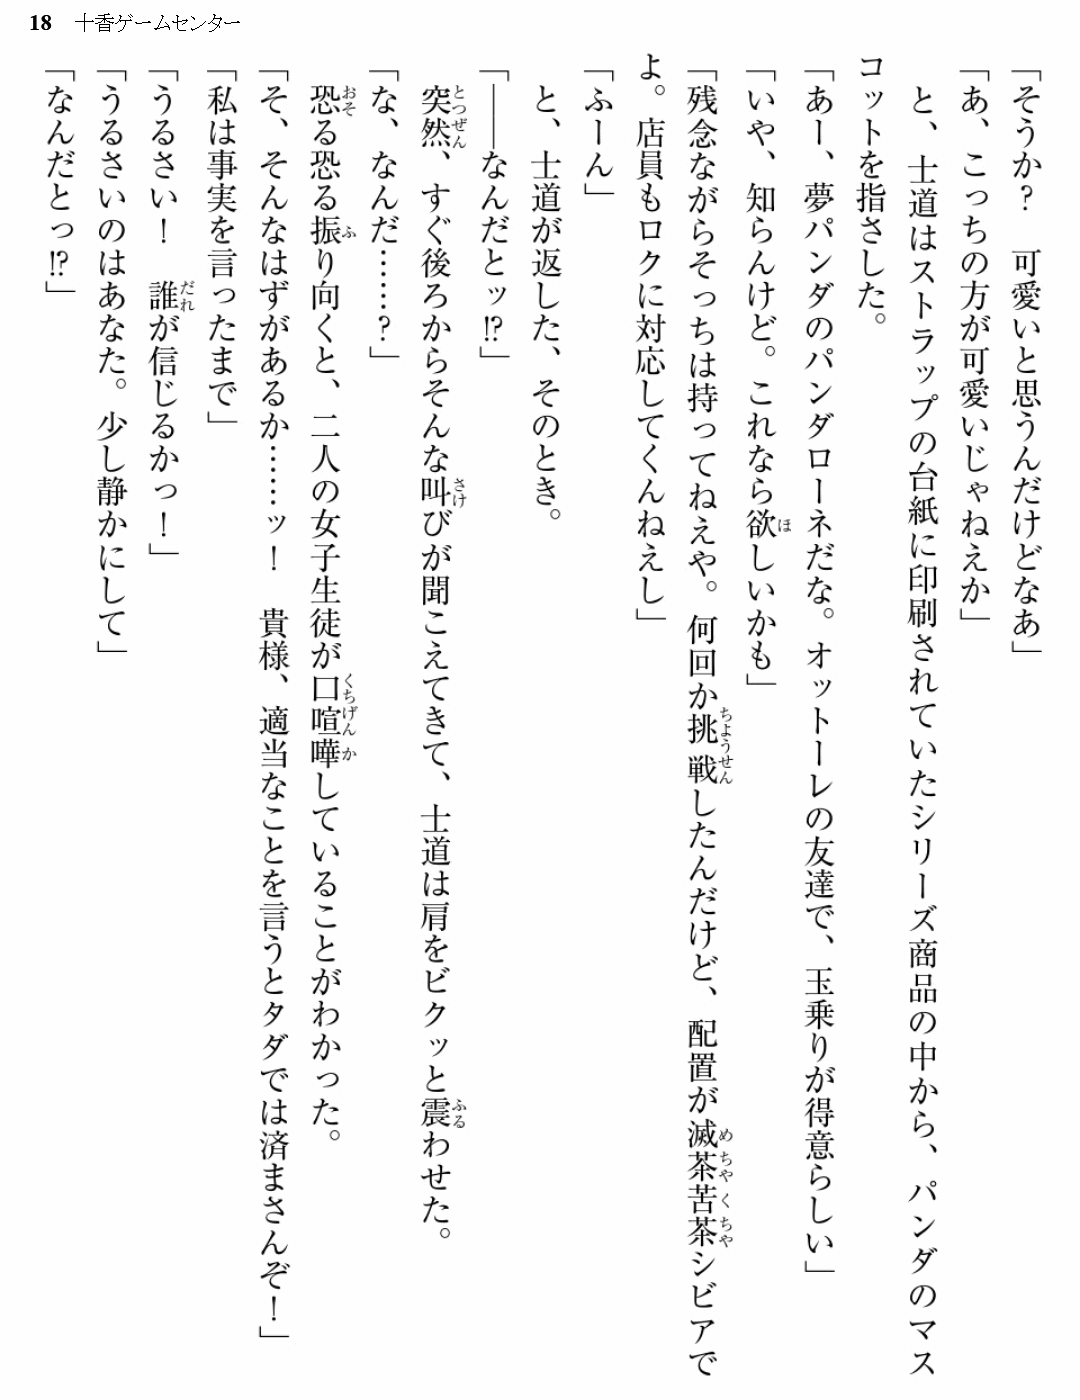 18 十香ゲームセンター
「そうか？　可愛いと思うんだけどなあ」
「あ、こっちの方が可愛いじゃねえか」
　と、士道はストラップの台紙に印刷されていたシリーズ商品の中から、パンダのマス
コットを指さした。
「あー、夢パンダのパンダローネだな。オットーレの友達で、玉乗りが得意らしい」
「いや、知らんけど。これなら欲しいかも」
「残念ながらそっちは持ってねえや。何回か挑戦したんだけど、配置が滅茶苦茶シビアで
よ。店員もロクに対応してくんねえし」
「ふーん」
　と、士道が返した、そのとき。
「――なんだとッ!?」
　突然、すぐ後ろからそんな叫びが聞こえてきて、士道は肩をビクッと震わせた。
「な、なんだ……？」
　恐る恐る振り向くと、二人の女子生徒が口喧嘩していることがわかった。
「そ、そんなはずがあるか……ッ！　貴様、適当なことを言うとタダでは済まさんぞ！」
「私は事実を言ったまで」
「うるさい！　誰が信じるかっ！」
「うるさいのはあなた。少し静かにして」
「なんだとっ!?」